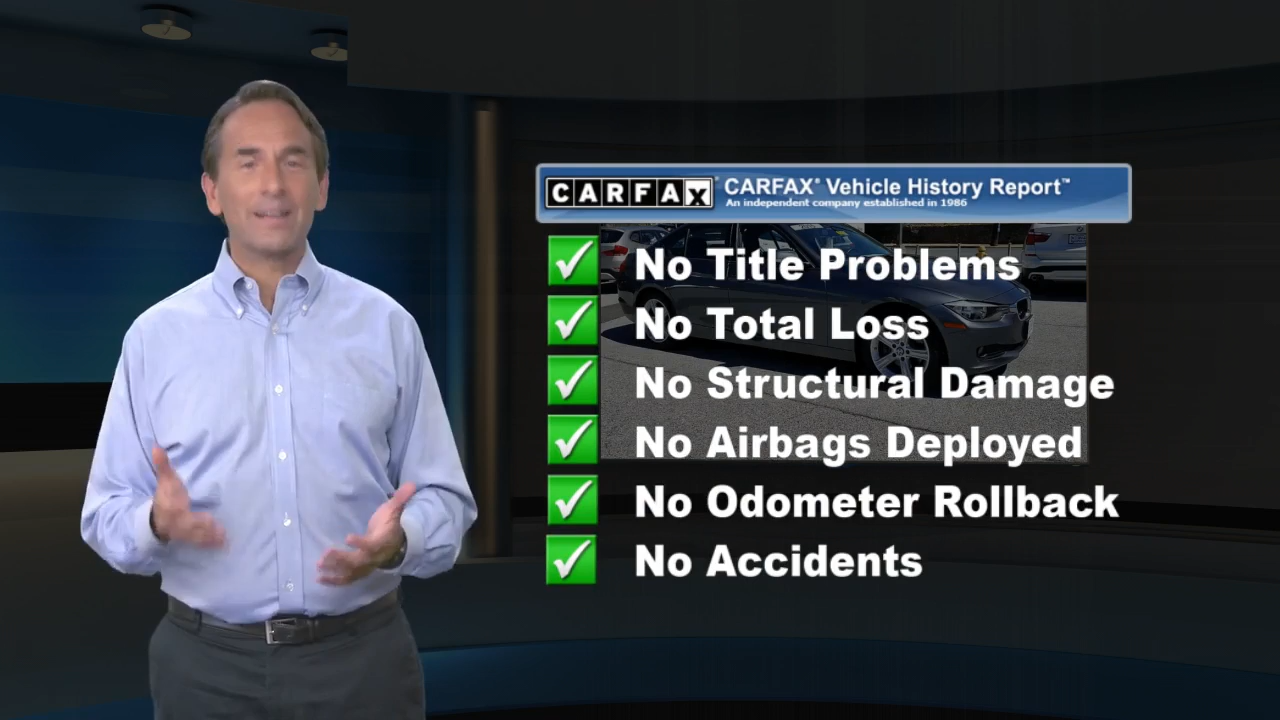 CARFAX® CARFAX® Vehicle History Report™
An independent company established in 1986
No Title Problems
No Total Loss
No Structural Damage
No Airbags Deployed
No Odometer Rollback
No Accidents